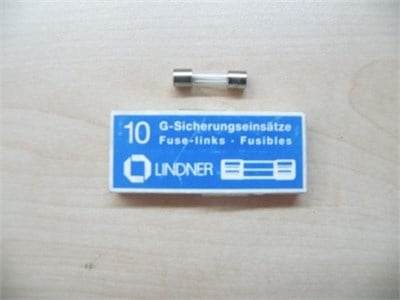 10 G-Sicherungseinsätze
Fuse-links · Fusibles
LINDNER